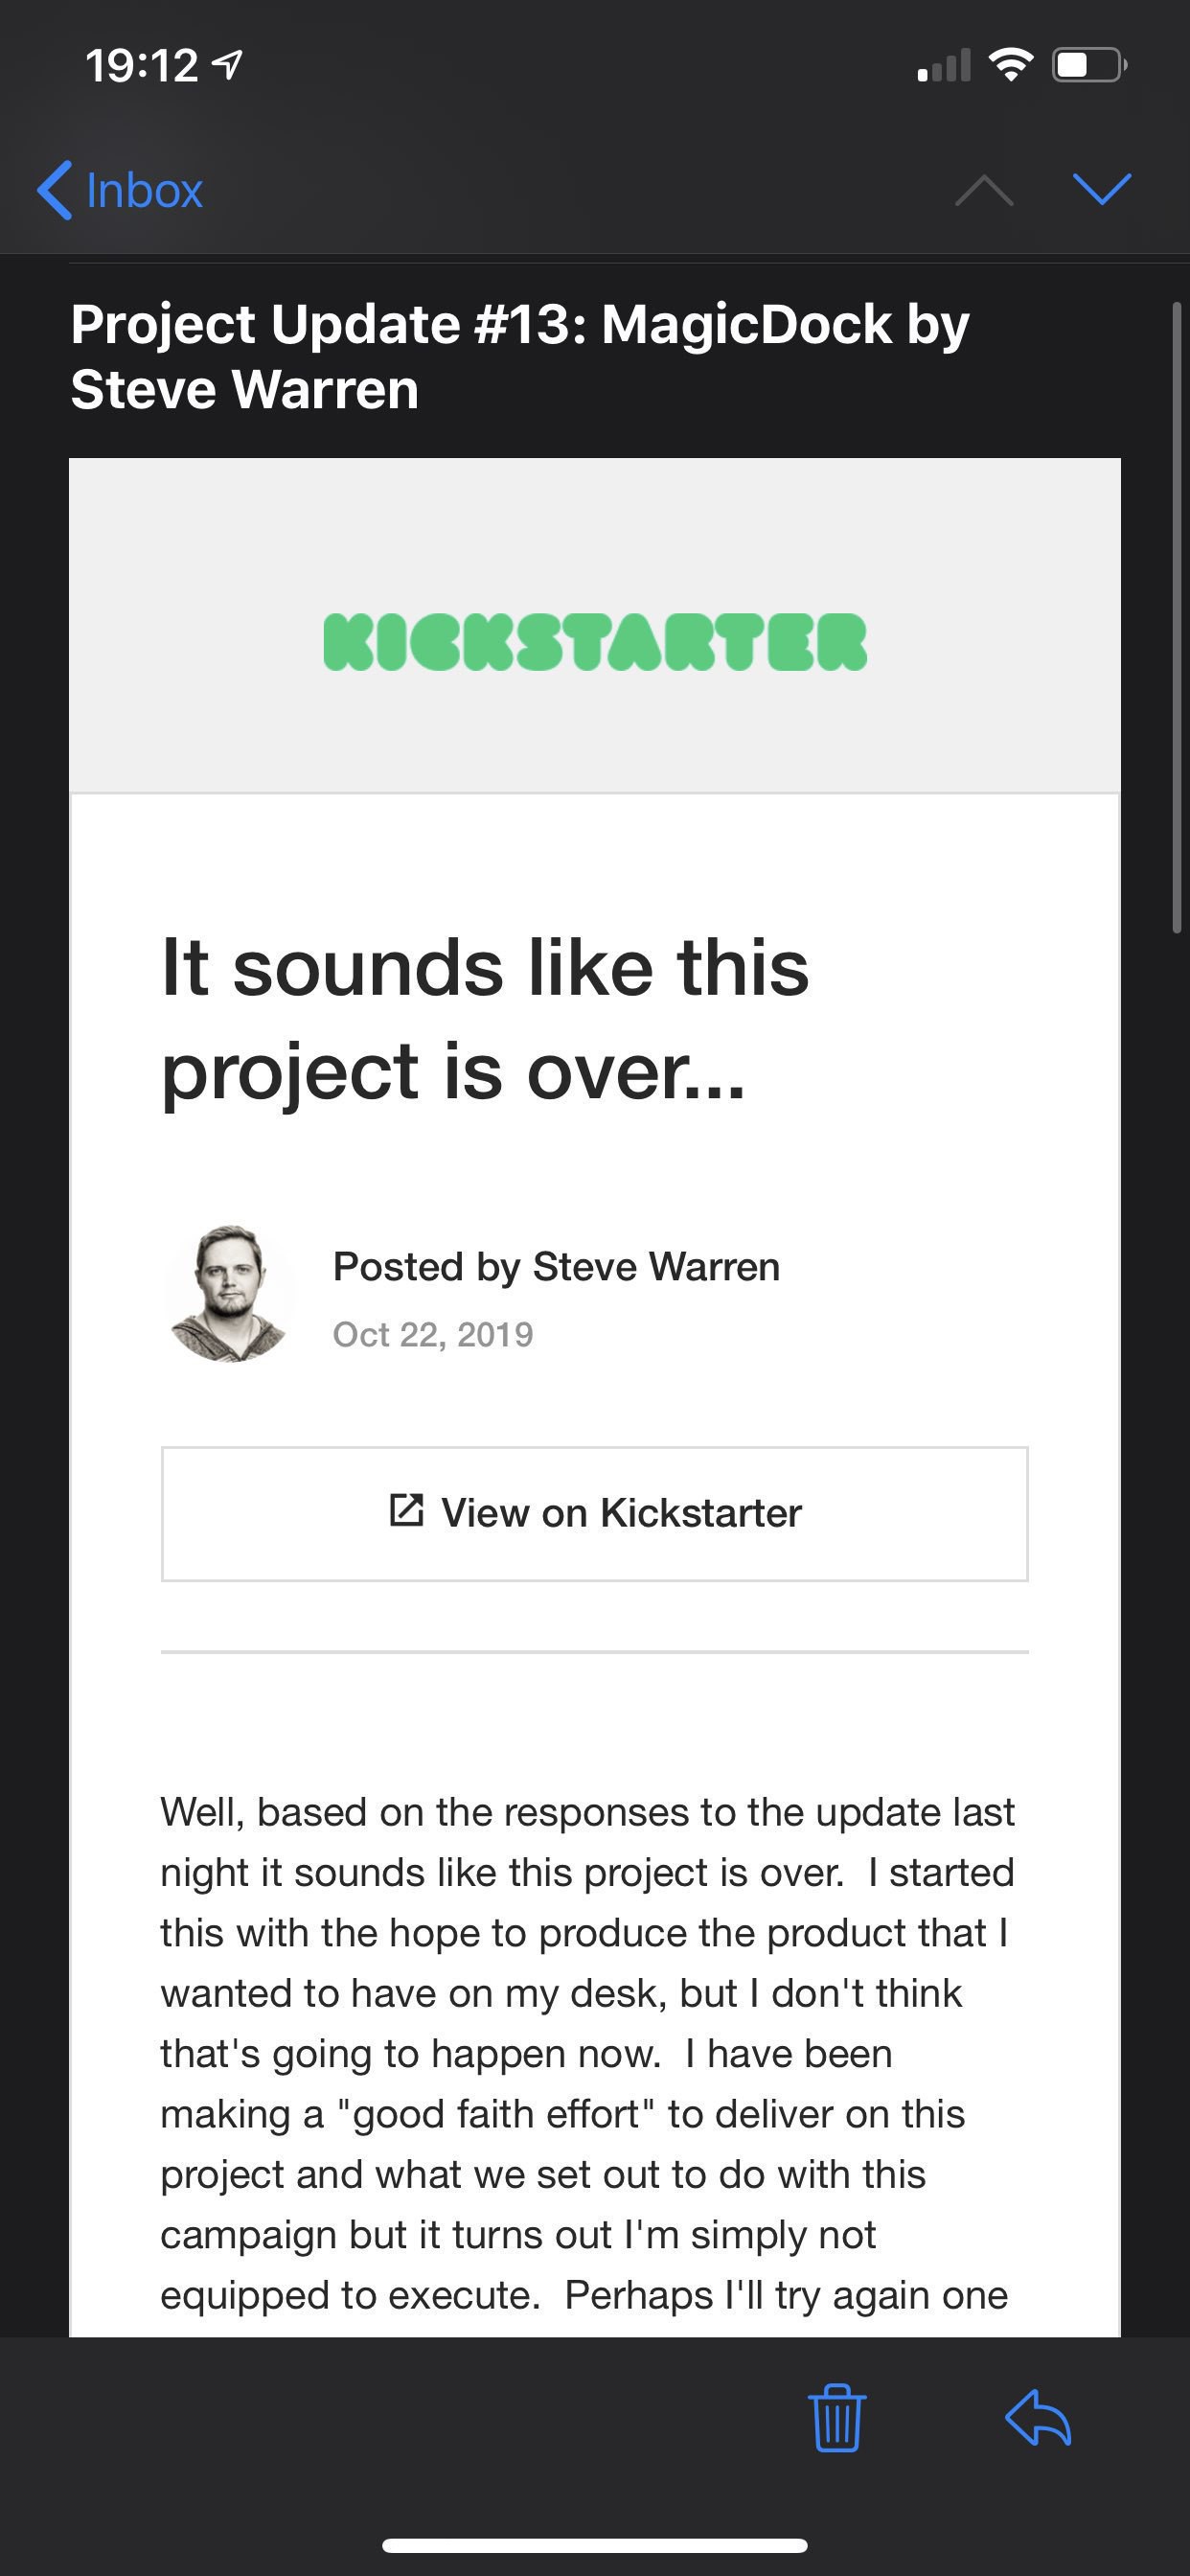 19:12
Inbox
Project Update #13: MagicDock by
Steve Warren
KICKSTARTER
It sounds like this
project is over...
Posted by Steve Warren
Oct 22, 2019
View on Kickstarter
Well, based on the responses to the update last
night it sounds like this project is over.  I started
this with the hope to produce the product that I
wanted to have on my desk, but I don't think
that's going to happen now.  I have been
making a "good faith effort" to deliver on this
project and what we set out to do with this
campaign but it turns out I'm simply not
equipped to execute.  Perhaps I'll try again one